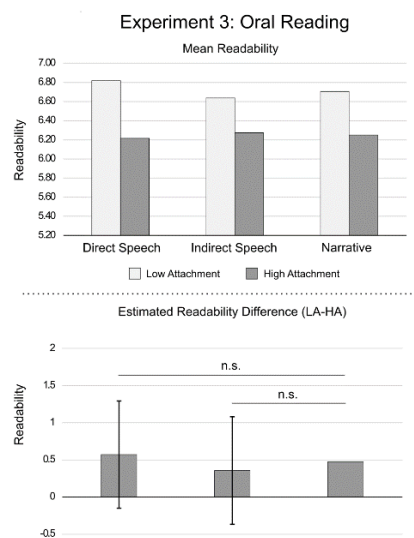 Experiment 3: Oral Reading
Mean Readability
7.00
6.80
6.60
6.40
6.20
6.00
5.80
5.60
5.40
5.20
Readability
Direct Speech Indirect Speech Narrative
Low Attachment High Attachment
Estimated Readability Difference (LA-HA)
2
1.5
1
0.5
0
-0.5
Readability
n.s.
n.s.